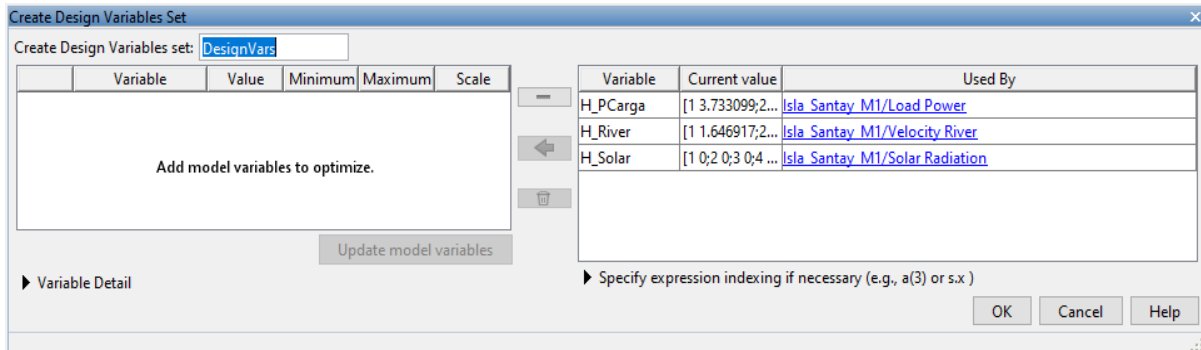 Create Design Variables Set
Create Design Variables set: DesignVars
Variable Value Minimum Maximum Scale
Add model variables to optimize.
Update model variables
Variable Detail
Variable Current value Used By
H_PCarga [1 3.733099;2... Isla_Santay_M1/Load Power
H_River [1 1.646917;2... Isla_Santay_M1/Velocity River
H_Solar [1 0;2 0;3 0;4 ... Isla_Santay_M1/Solar Radiation
Specify expression indexing if necessary (e.g., a(3) or s.x )
OK Cancel Help